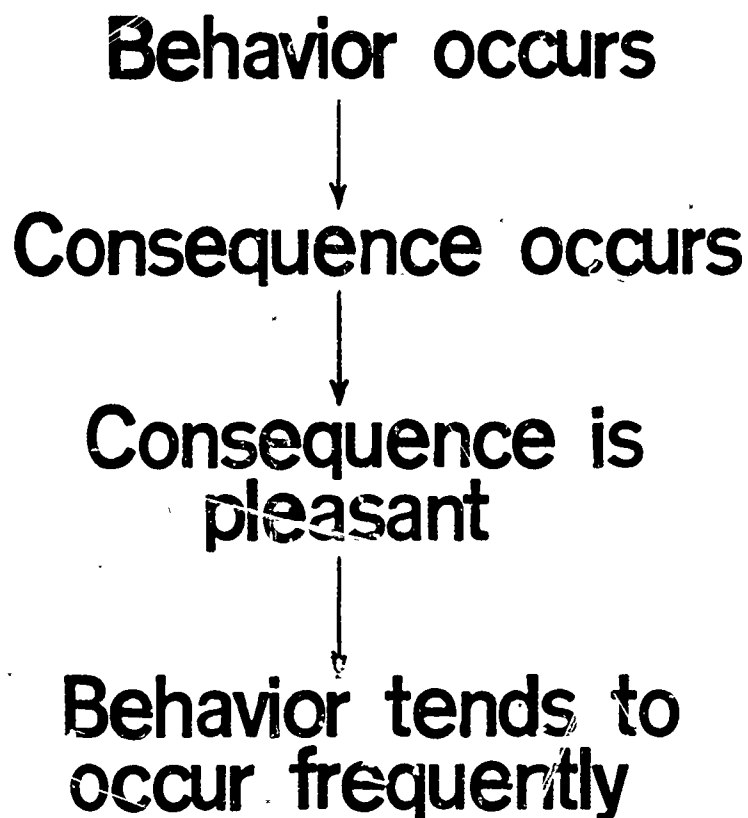 Behavior occurs
Consequence occurs
Consequence is
pleasant
Behavior tends to
occur frequently